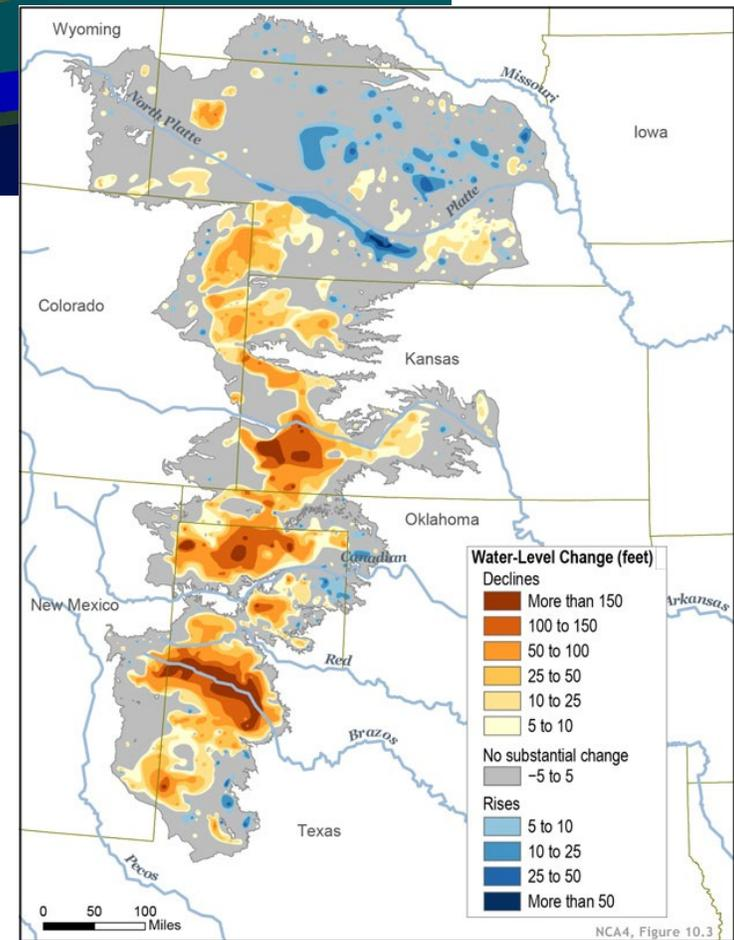 Wyoming
Missouri
North Platte
Iowa
Platte
Colorado
Kansas
Oklahoma
Canadian
New Mexico
Arkansas
Red
Brazos
Texas
Pecos
Water-Level Change (feet)
Declines
More than 150
100 to 150
50 to 100
25 to 50
10 to 25
5 to 10
No substantial change
−5 to 5
Rises
5 to 10
10 to 25
25 to 50
More than 50
0 50 100
Miles
NCA4, Figure 10.3